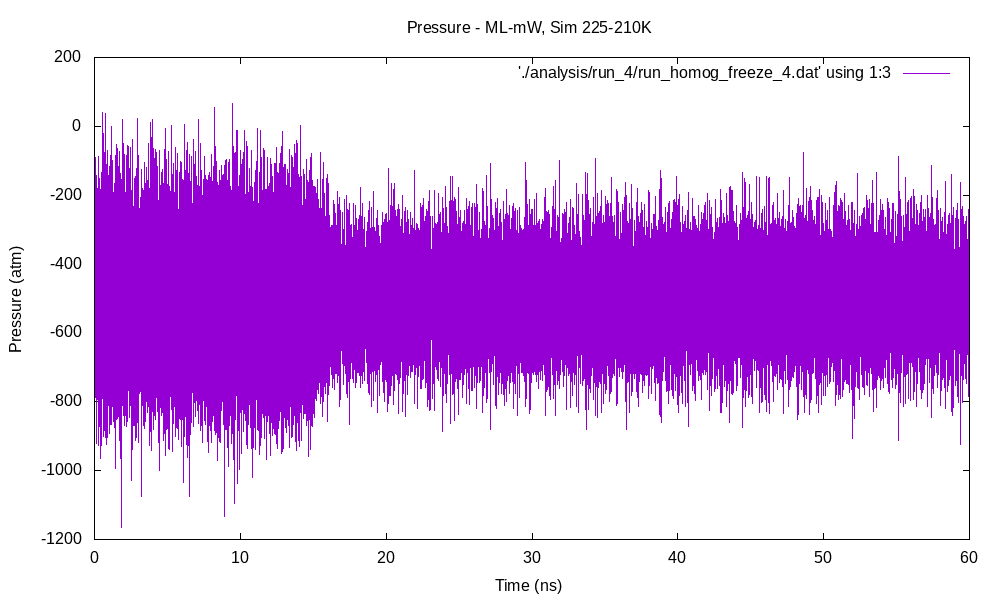 Pressure - ML-mW, Sim 225-210K
'./analysis/run_4/run_homog_freeze_4.dat' using 1:3
200
0
-200
-400
-600
-800
-1000
-1200
Pressure (atm)
0 10 20 30 40 50 60
Time (ns)